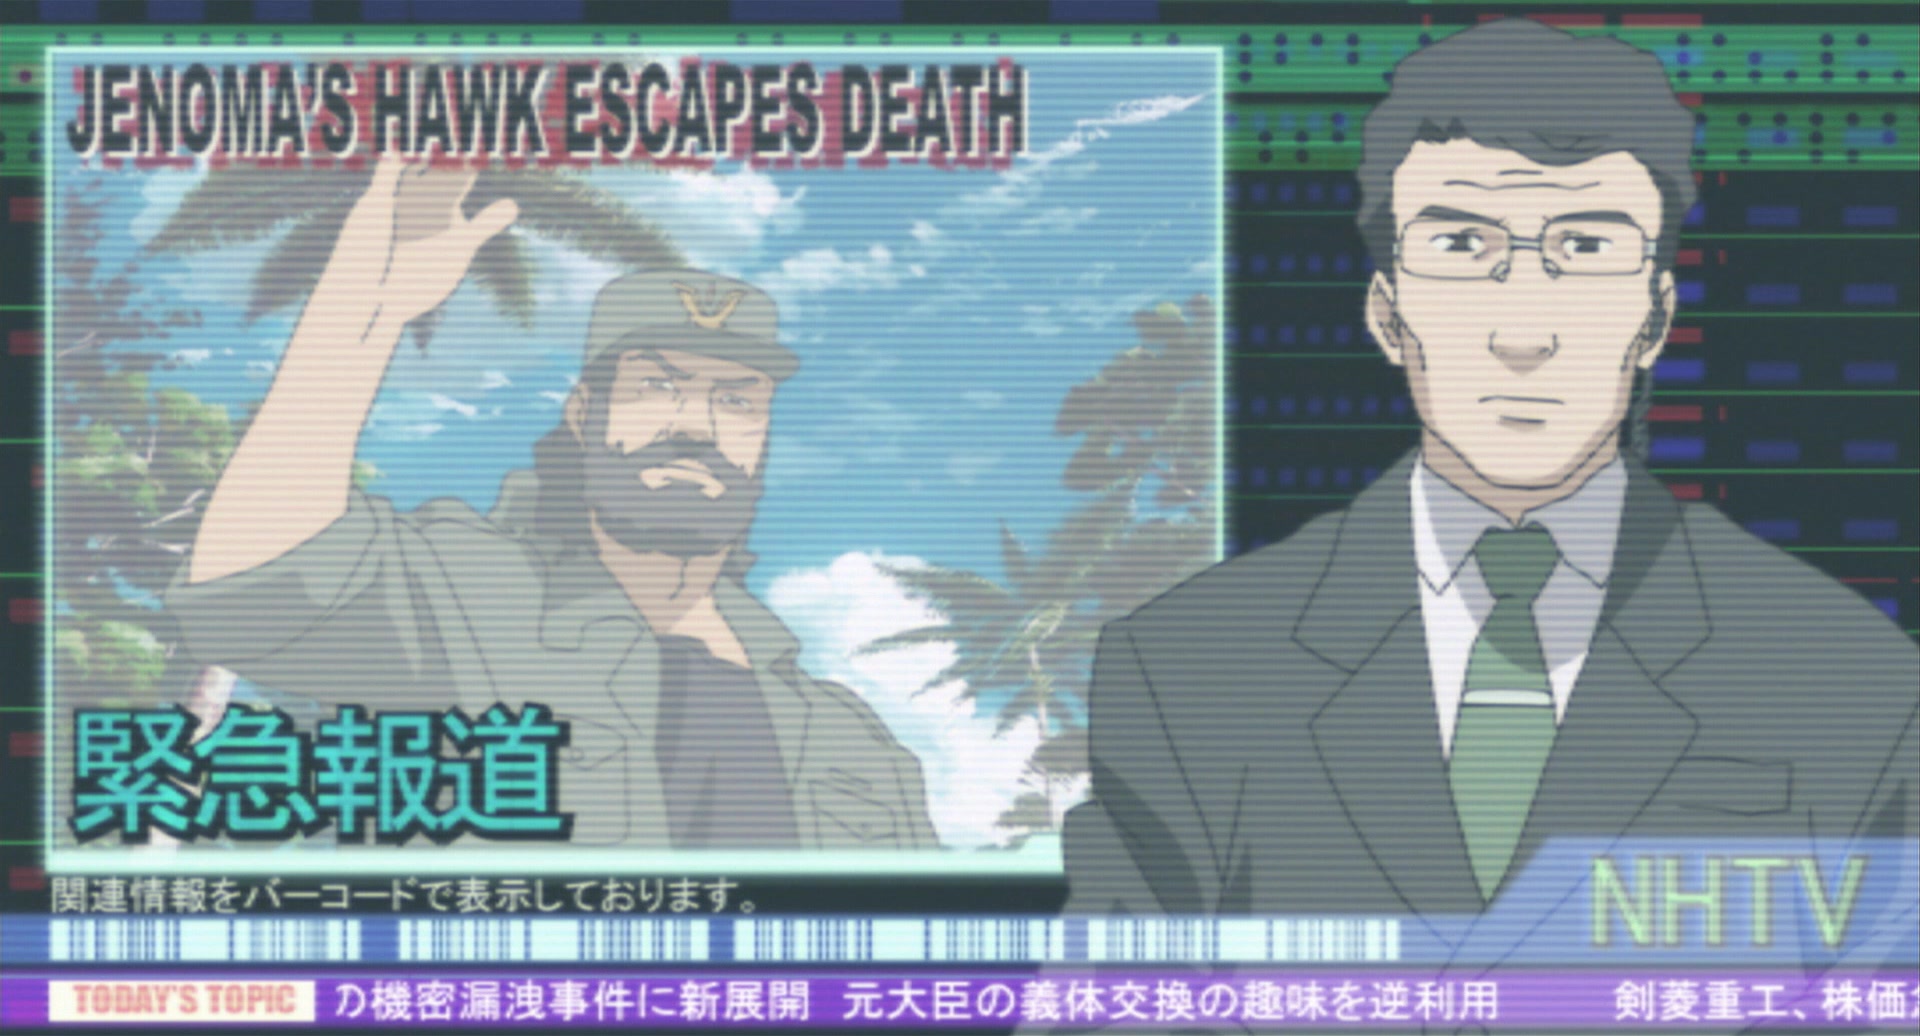 JENOMA'S HAWK ESCAPES DEATH
緊急報道
関連情報をバーコードで表示しております。
NHTV
TODAY'S TOPIC の機密漏洩事件に新展開 元大臣の義体交換の趣味を逆利用 剣菱重工、株価